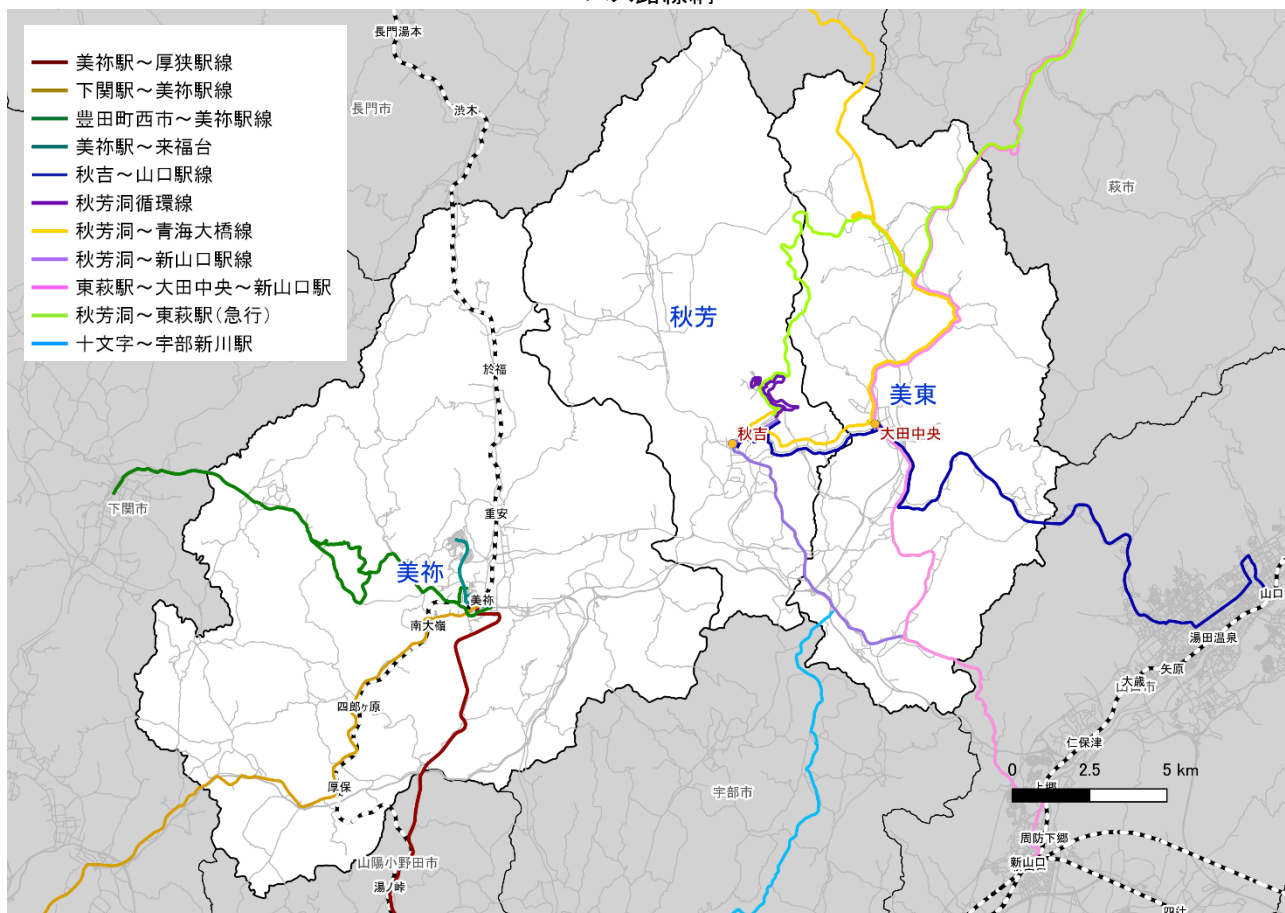 美祢駅～厚狭駅線
下関駅～美祢駅線
豊田町西市～美祢駅線
美祢駅～来福台
秋吉～山口駅線
秋芳洞循環線
秋芳洞～青海大橋線
秋芳洞～新山口駅線
東萩駅～大田中央～新山口駅
秋芳洞～東萩駅（急行）
十文字～宇部新川駅
長門湯本
長門市
渋木
萩市
秋芳
於福
美東
秋吉
大田中央
下関市
重安
美祢
美祢
南大嶺
山口
湯田温泉
矢原
大歳
山口市
四郎ヶ原
仁保津
0 2.5 5 km
厚保
宇部市
上郷
周防下郷
山陽小野田市
新山口
湯ノ峠
四辻